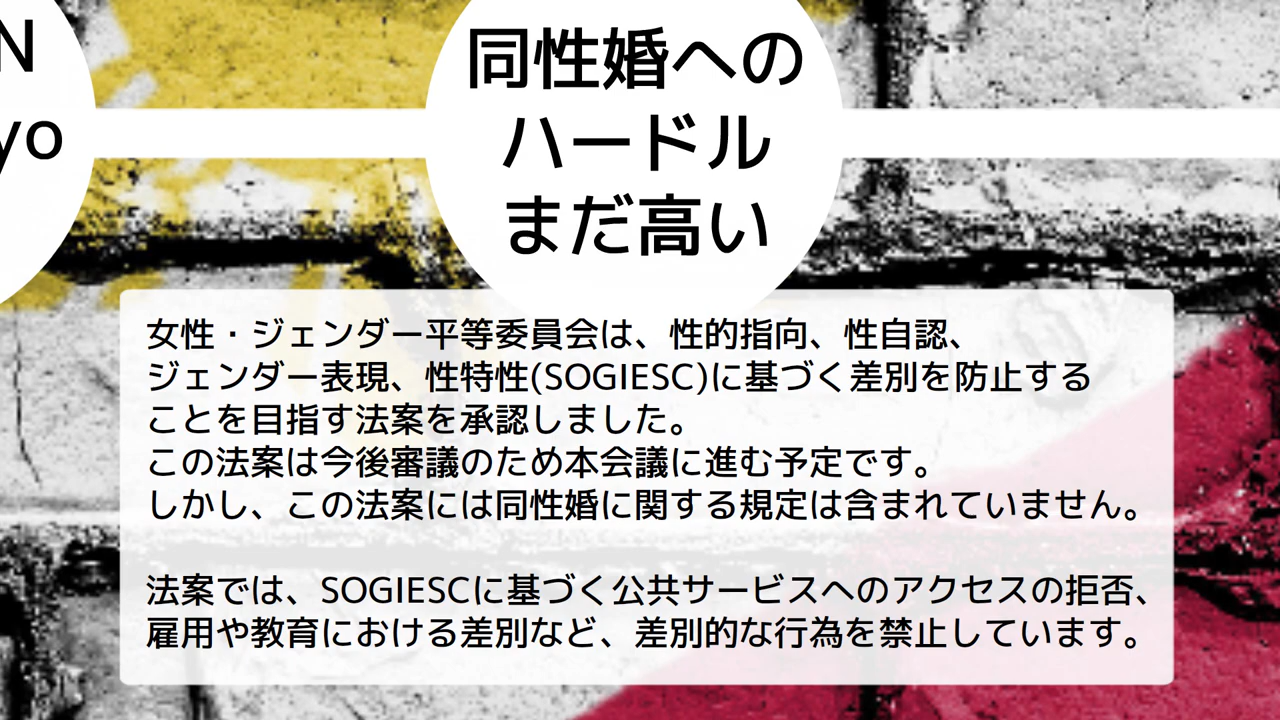 N
yo
同性婚への
ハードル
まだ高い
女性・ジェンダー平等委員会は、性的指向、性自認、
ジェンダー表現、性特性(SOGIESC)に基づく差別を防止する
ことを目指す法案を承認しました。
この法案は今後審議のため本会議に進む予定です。
しかし、この法案には同性婚に関する規定は含まれていません。
法案では、SOGIESCに基づく公共サービスへのアクセスの拒否、
雇用や教育における差別など、差別的な行為を禁止しています。